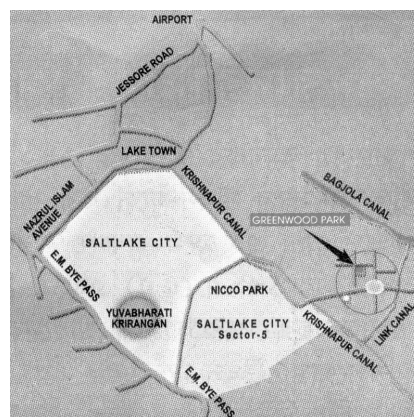 AIRPORT
JESSORE ROAD
LAKE TOWN
KRISHNAPUR CANAL
BAGJOLA CANAL
NAZRUL ISLAM
AVENUE
GREENWOOD PARK
SALTLAKE CITY
E.M. BYE PASS
NICCO PARK
YUVABHARATI
KRIRANGAN
SALTLAKE CITY
Sector-5
KRISHNAPUR CANAL
LINK CANAL
E.M. BYE PASS